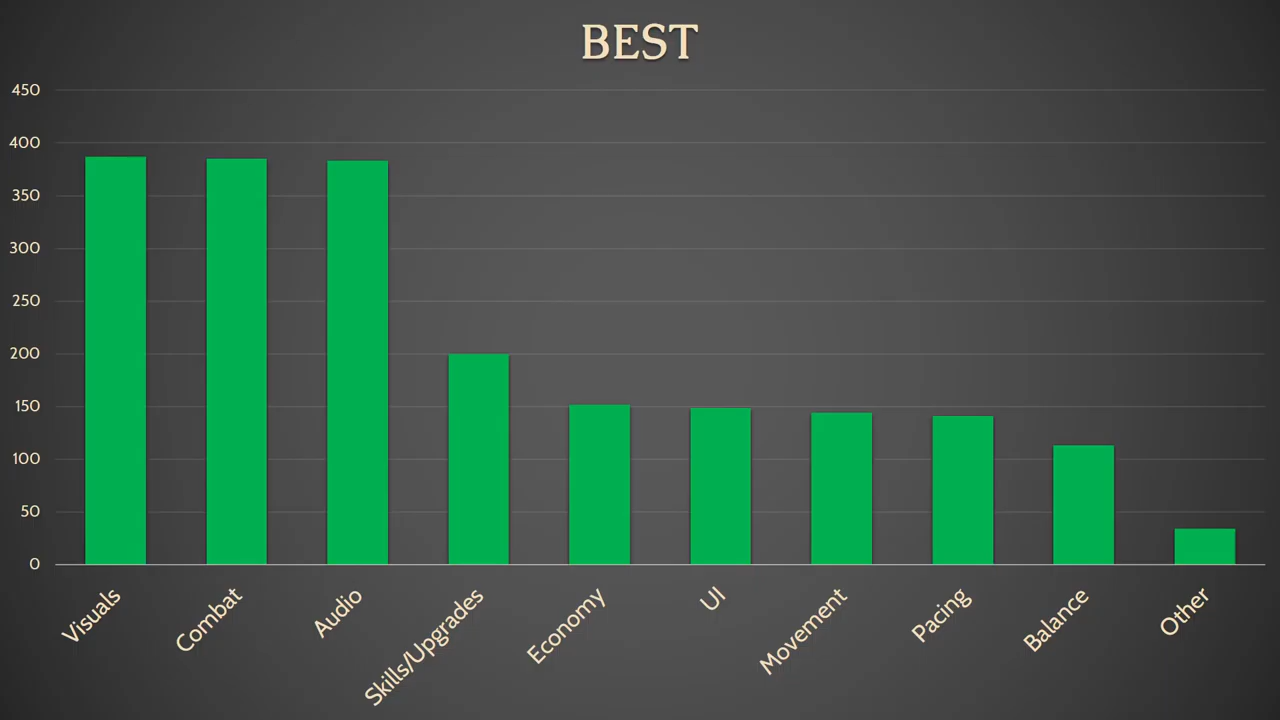 BEST
450
400
350
300
250
200
150
100
50
0
Visuals
Combat
Audio
Skills/Upgrades
Economy
UI
Movement
Pacing
Balance
Other